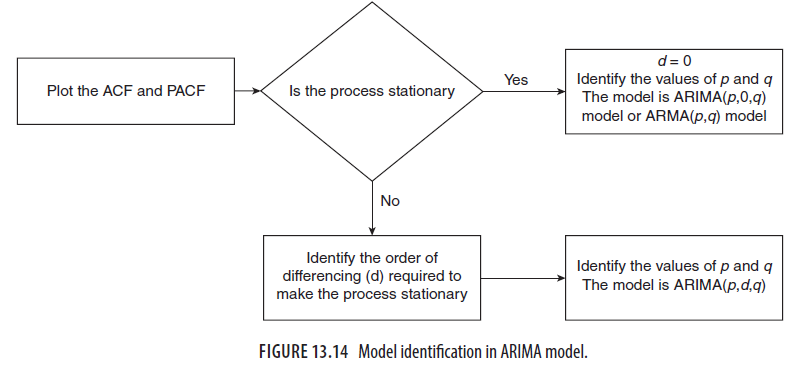 Plot the ACF and PACF
Is the process stationary
Yes
d = 0
Identify the values of p and q
The model is ARIMA(p,0,q)
model or ARMA(p,q) model
No
Identify the order of
differencing (d) required to
make the process stationary
Identify the values of p and q
The model is ARIMA(p,d,q)
FIGURE 13.14 Model identification in ARIMA model.